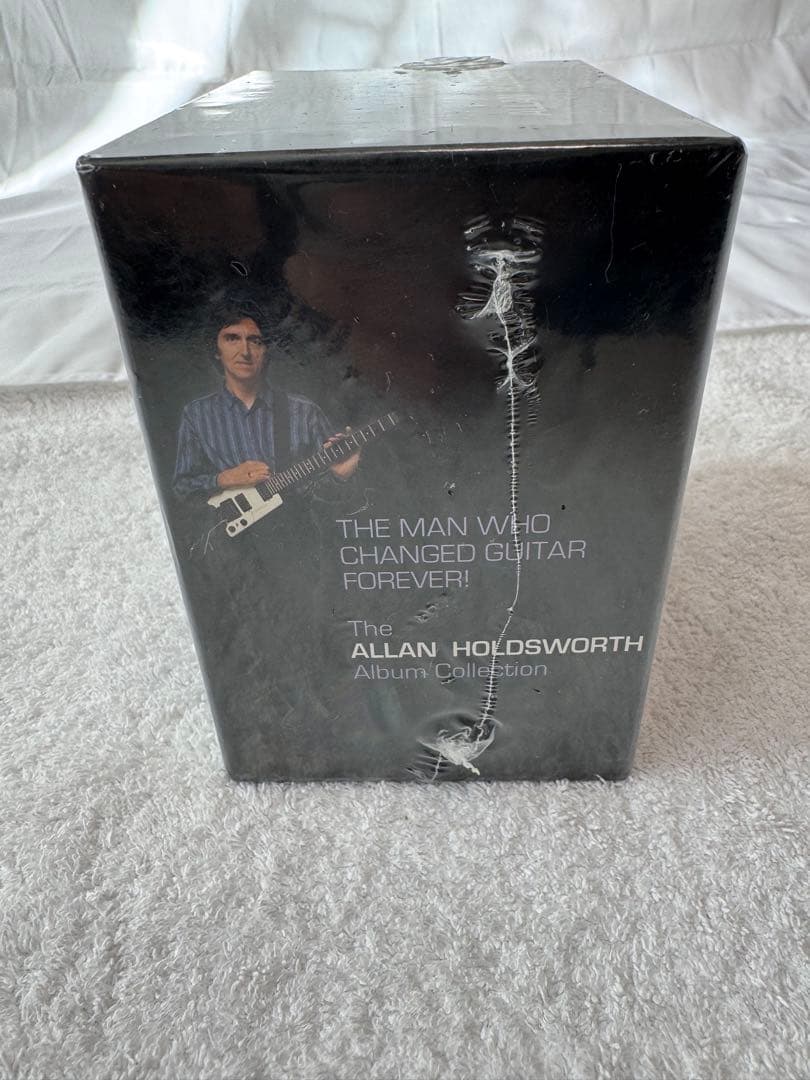 THE MAN WHO
CHANGED GUITAR
FOREVER!
The
ALLAN HOLDSWORTH
Album Collection